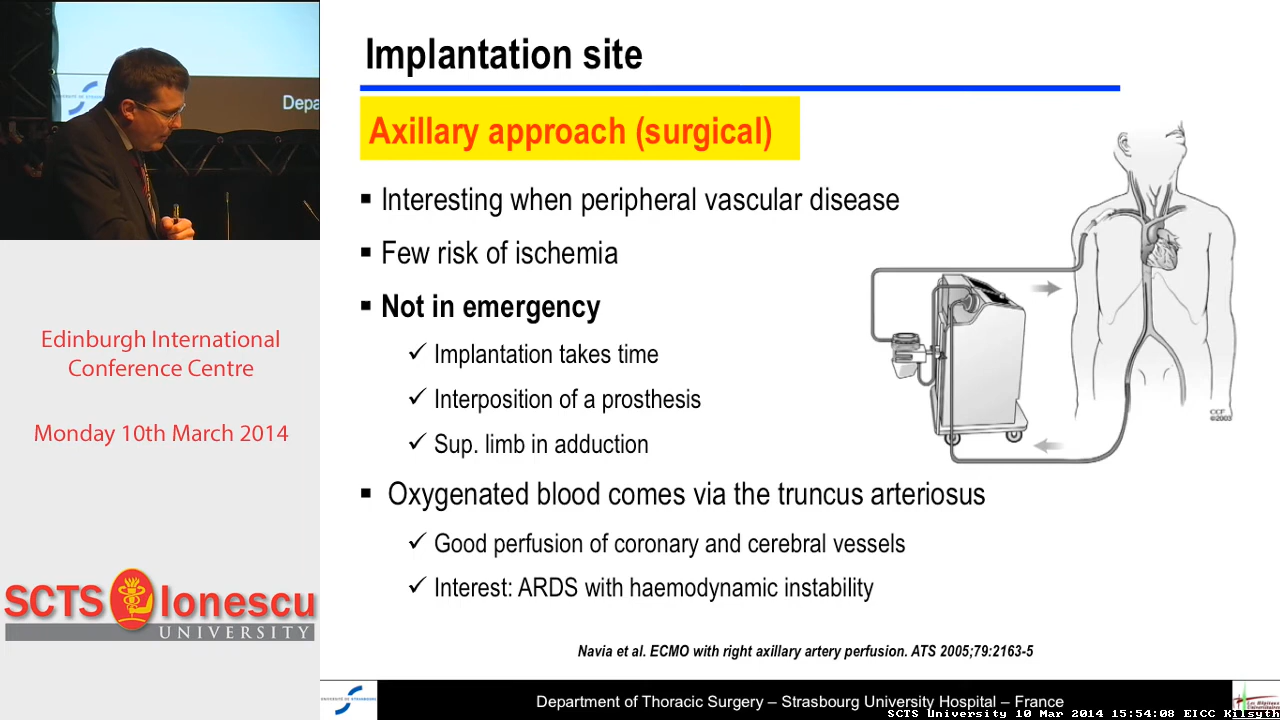 Depa
Edinburgh International
Conference Centre
Monday 10th March 2014
SCTS Ionescu
UNIVERSITY
Implantation site
Axillary approach (surgical)
Interesting when peripheral vascular disease
Few risk of ischemia
Not in emergency
Implantation takes time
Interposition of a prosthesis
Sup. limb in adduction
Oxygenated blood comes via the truncus arteriosus
Good perfusion of coronary and cerebral vessels
Interest: ARDS with haemodynamic instability
CCF
©2003
Navia et al. ECMO with right axillary artery perfusion. ATS 2005;79:2163-5
Department of Thoracic Surgery – Strasbourg University Hospital – France
SCTS University 10 Mar 2014 15:54:08 EICC Kilsyth